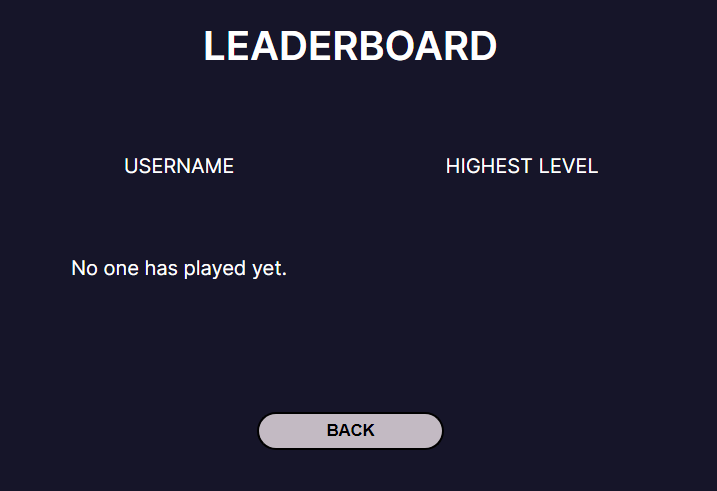 LEADERBOARD
USERNAME HIGHEST LEVEL
No one has played yet.
BACK